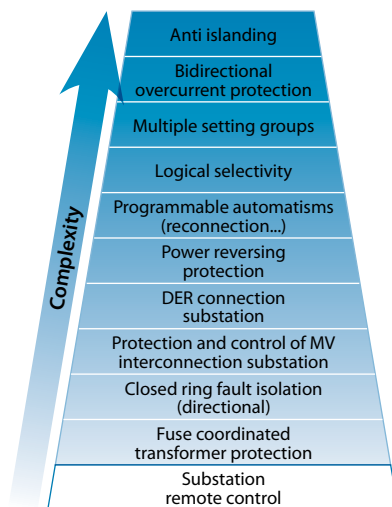 Anti islanding
Bidirectional
overcurrent protection
Multiple setting groups
Logical selectivity
Programmable automatisms
(reconnection...)
Power reversing
protection
DER connection
substation
Protection and control of MV
interconnection substation
Closed ring fault isolation
(directional)
Fuse coordinated
transformer protection
Substation
remote control
Complexity